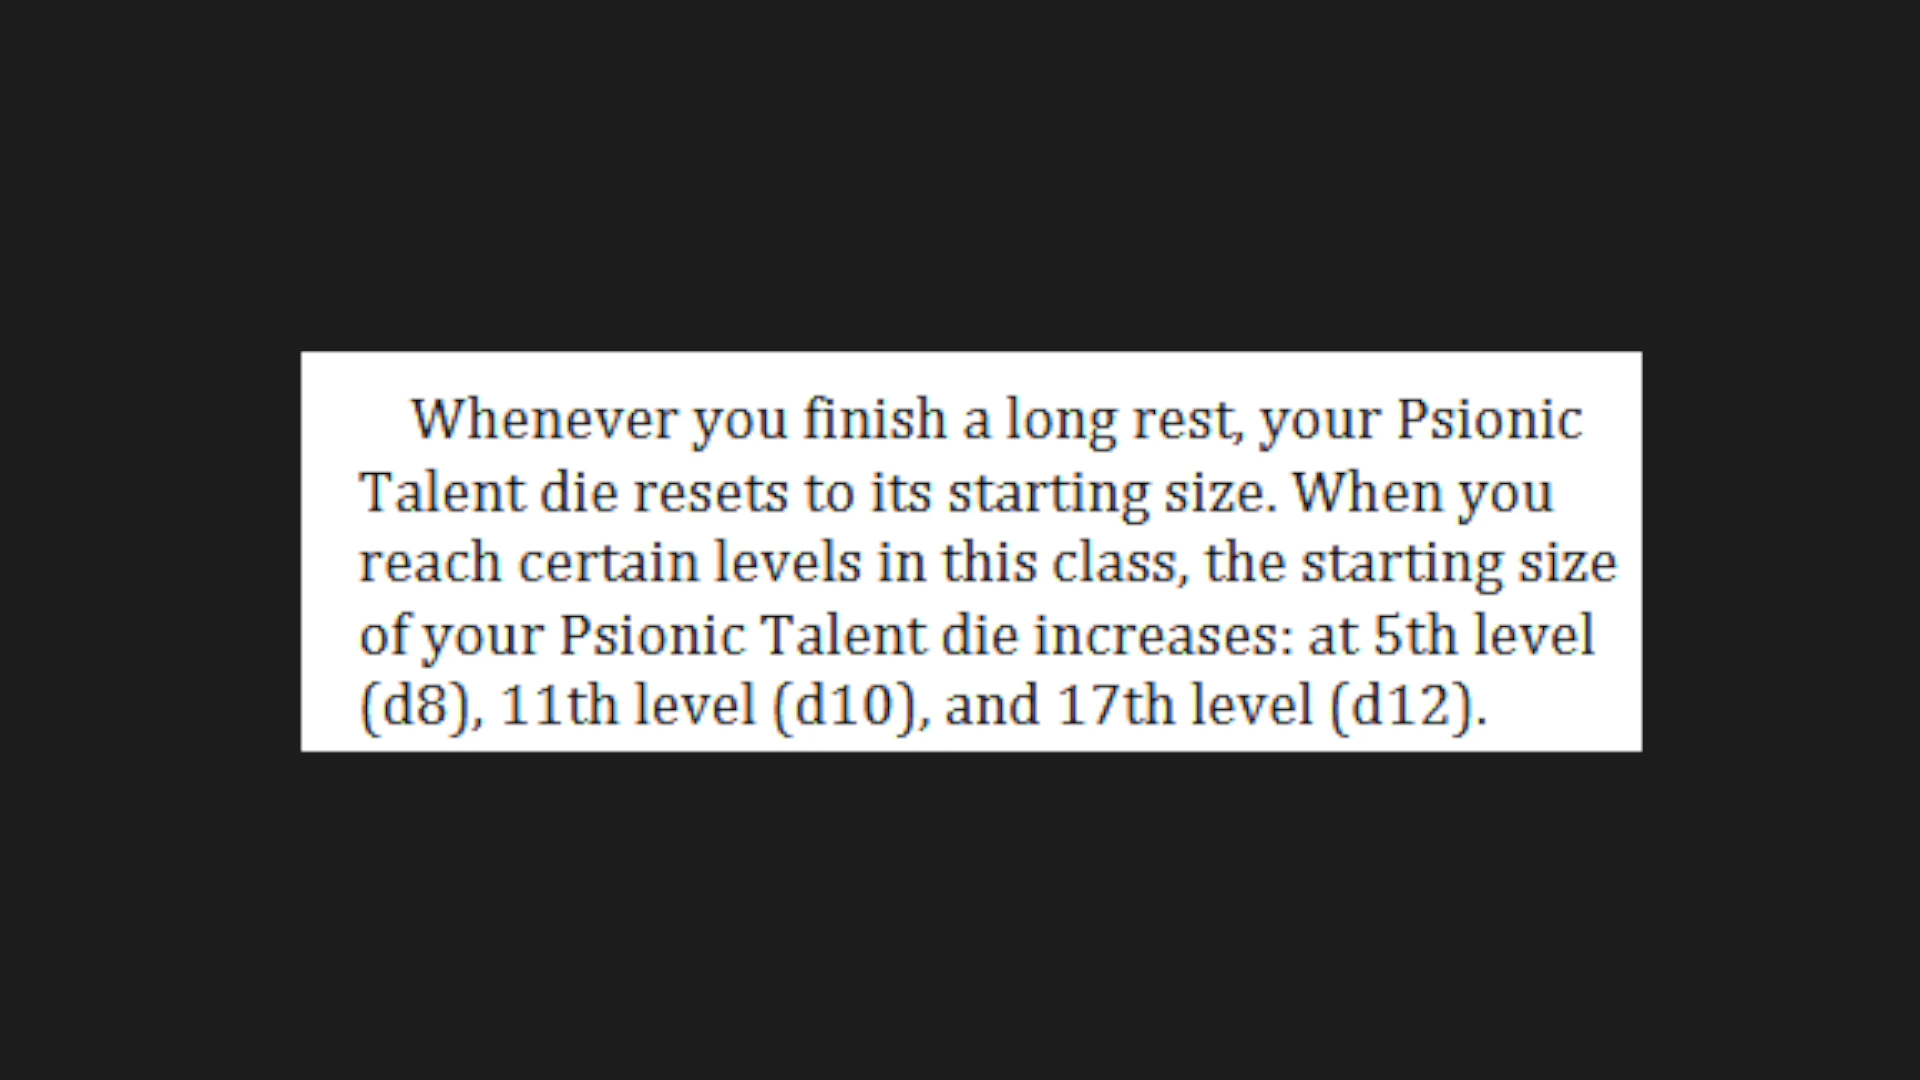 Whenever you finish a long rest, your Psionic
Talent die resets to its starting size. When you
reach certain levels in this class, the starting size
of your Psionic Talent die increases: at 5th level
(d8), 11th level (d10), and 17th level (d12).